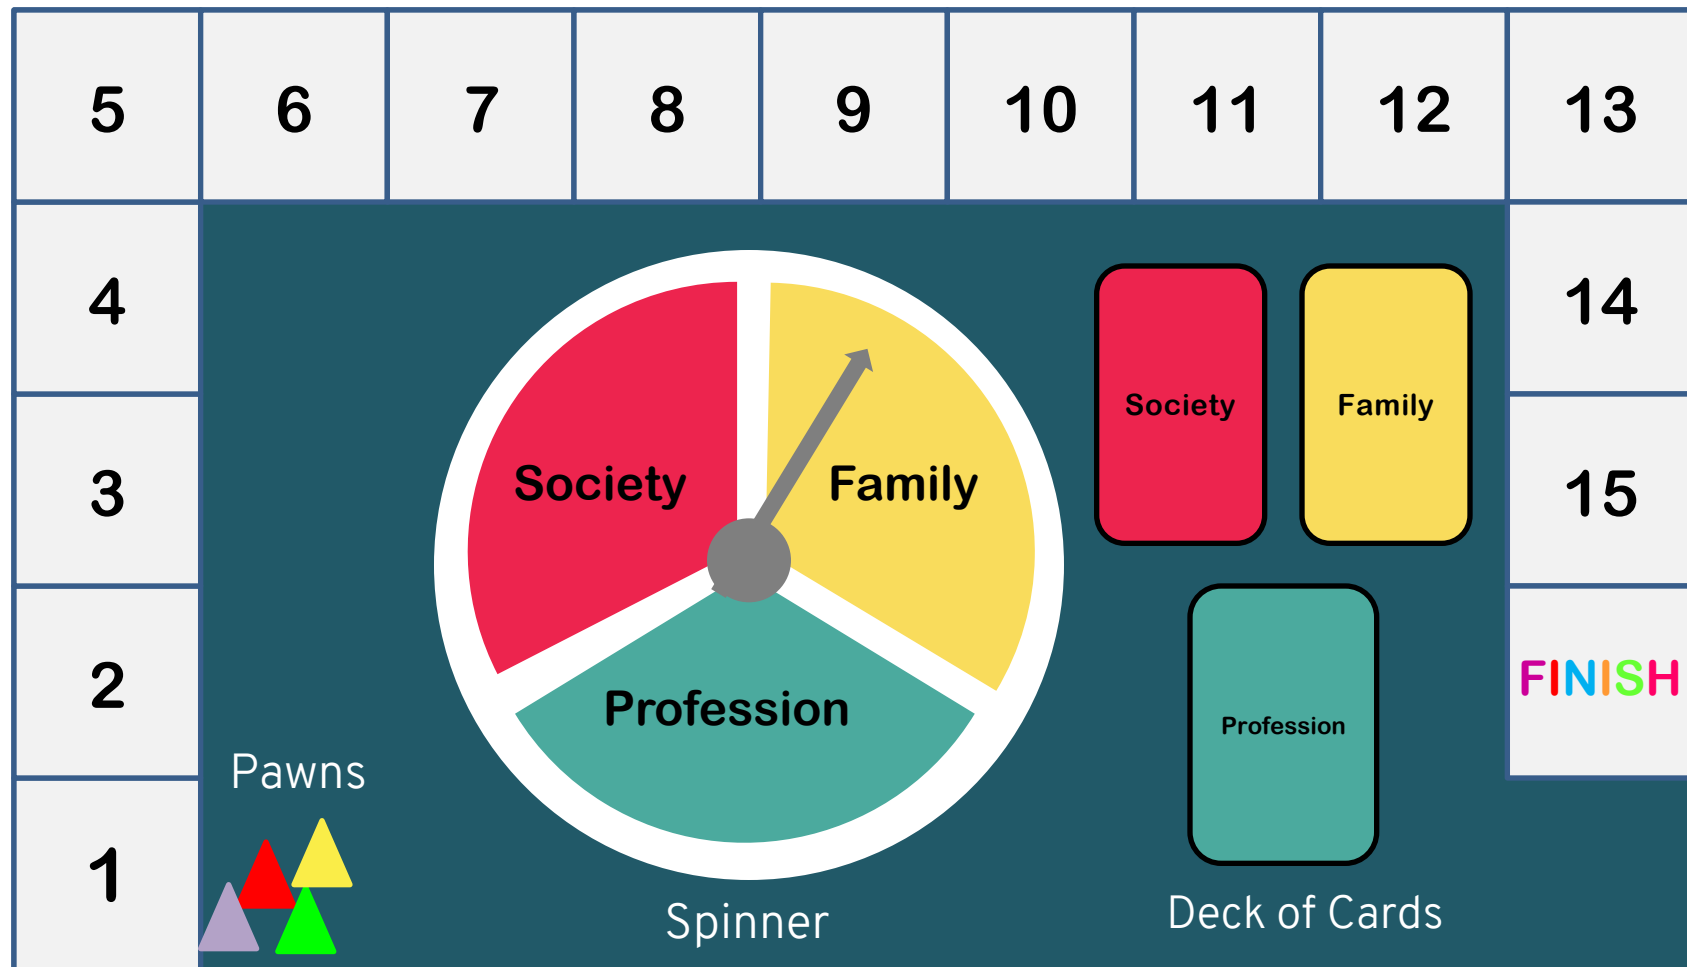 5 6 7 8 9 10 11 12 13
4
14
Society Family
3
Society Family
15
2
Profession
FINISH
Profession
Pawns
1
Spinner
Deck of Cards